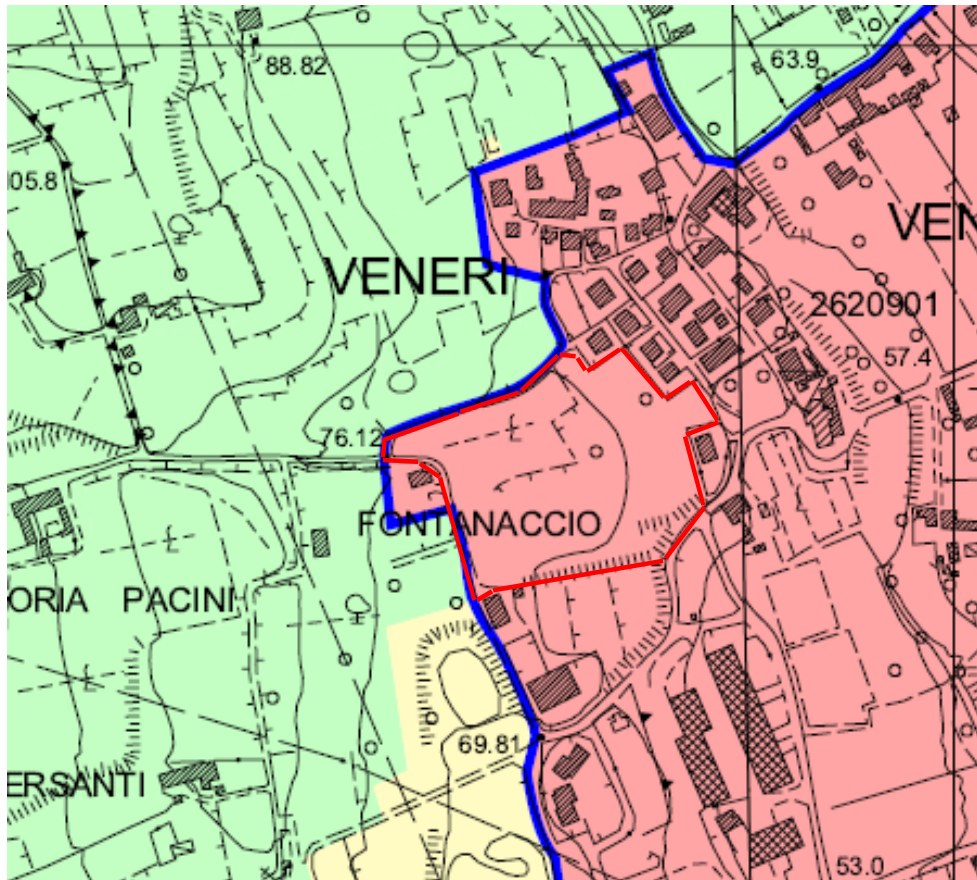 88.82
63.9
05.8
VEN
VENERI
2620901
57.4
76.12
FONTANACCIO
ORIA PACINI
69.81
ERSANTI
53.0